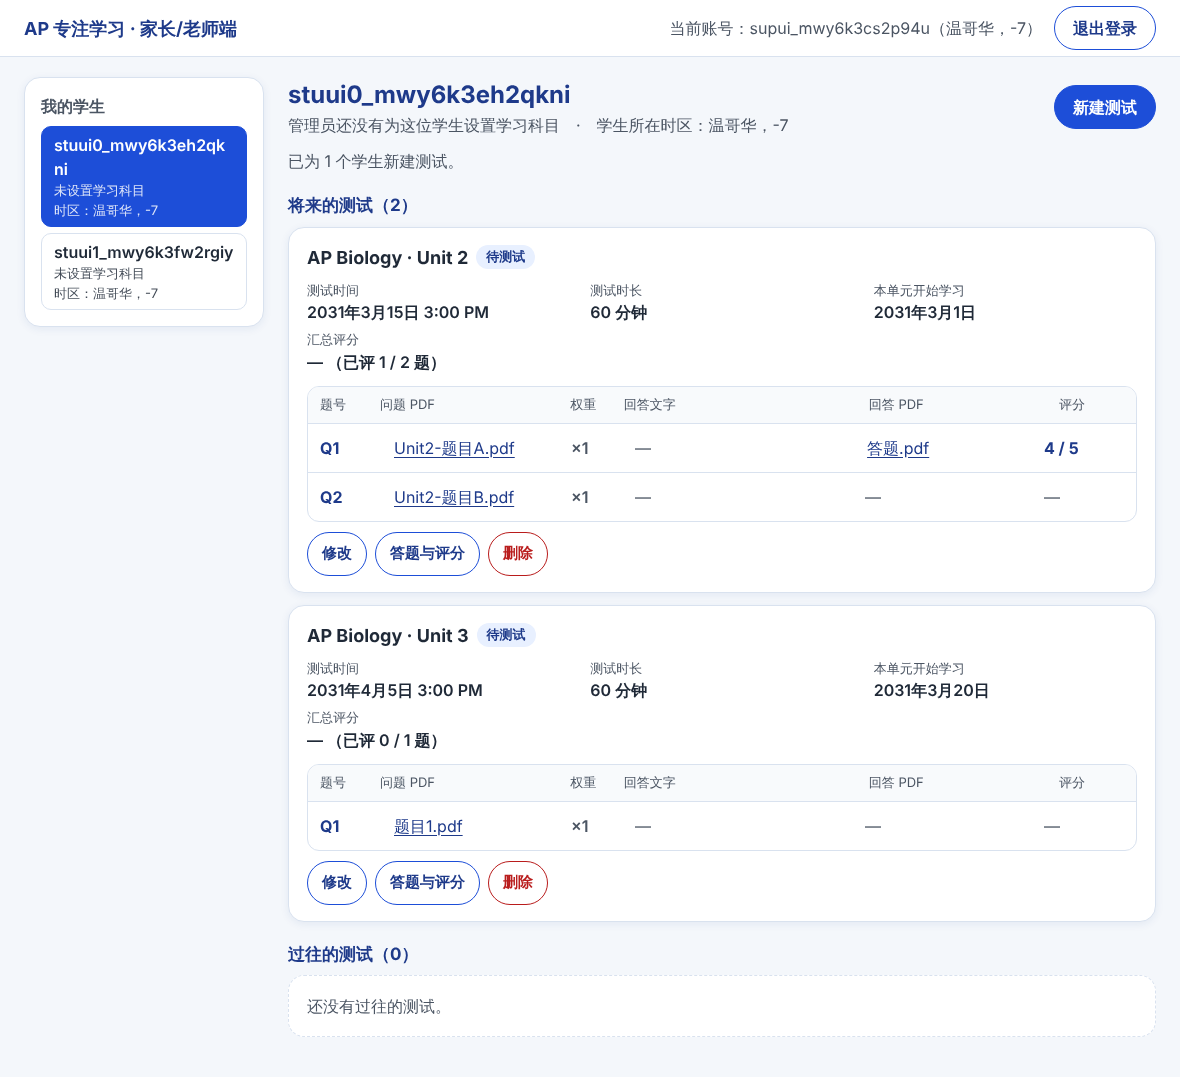 AP 专注学习 · 家长/老师端
当前账号：supui_mwy6k3cs2p94u（温哥华，-7）
退出登录
我的学生
stuui0_mwy6k3eh2qk
ni
未设置学习科目
时区：温哥华，-7
stuui1_mwy6k3fw2rgiy
未设置学习科目
时区：温哥华，-7
stuui0_mwy6k3eh2qkni
管理员还没有为这位学生设置学习科目 · 学生所在时区：温哥华，-7
新建测试
已为 1 个学生新建测试。
将来的测试（2）
AP Biology · Unit 2 待测试
测试时间 测试时长 本单元开始学习
2031年3月15日 3:00 PM 60 分钟 2031年3月1日
汇总评分
— （已评 1 / 2 题）
题号 问题 PDF 权重 回答文字 回答 PDF 评分
Q1 Unit2-题目A.pdf ×1 — 答题.pdf 4 / 5
Q2 Unit2-题目B.pdf ×1 — — —
修改 答题与评分 删除
AP Biology · Unit 3 待测试
测试时间 测试时长 本单元开始学习
2031年4月5日 3:00 PM 60 分钟 2031年3月20日
汇总评分
— （已评 0 / 1 题）
题号 问题 PDF 权重 回答文字 回答 PDF 评分
Q1 题目1.pdf ×1 — — —
修改 答题与评分 删除
过往的测试（0）
还没有过往的测试。